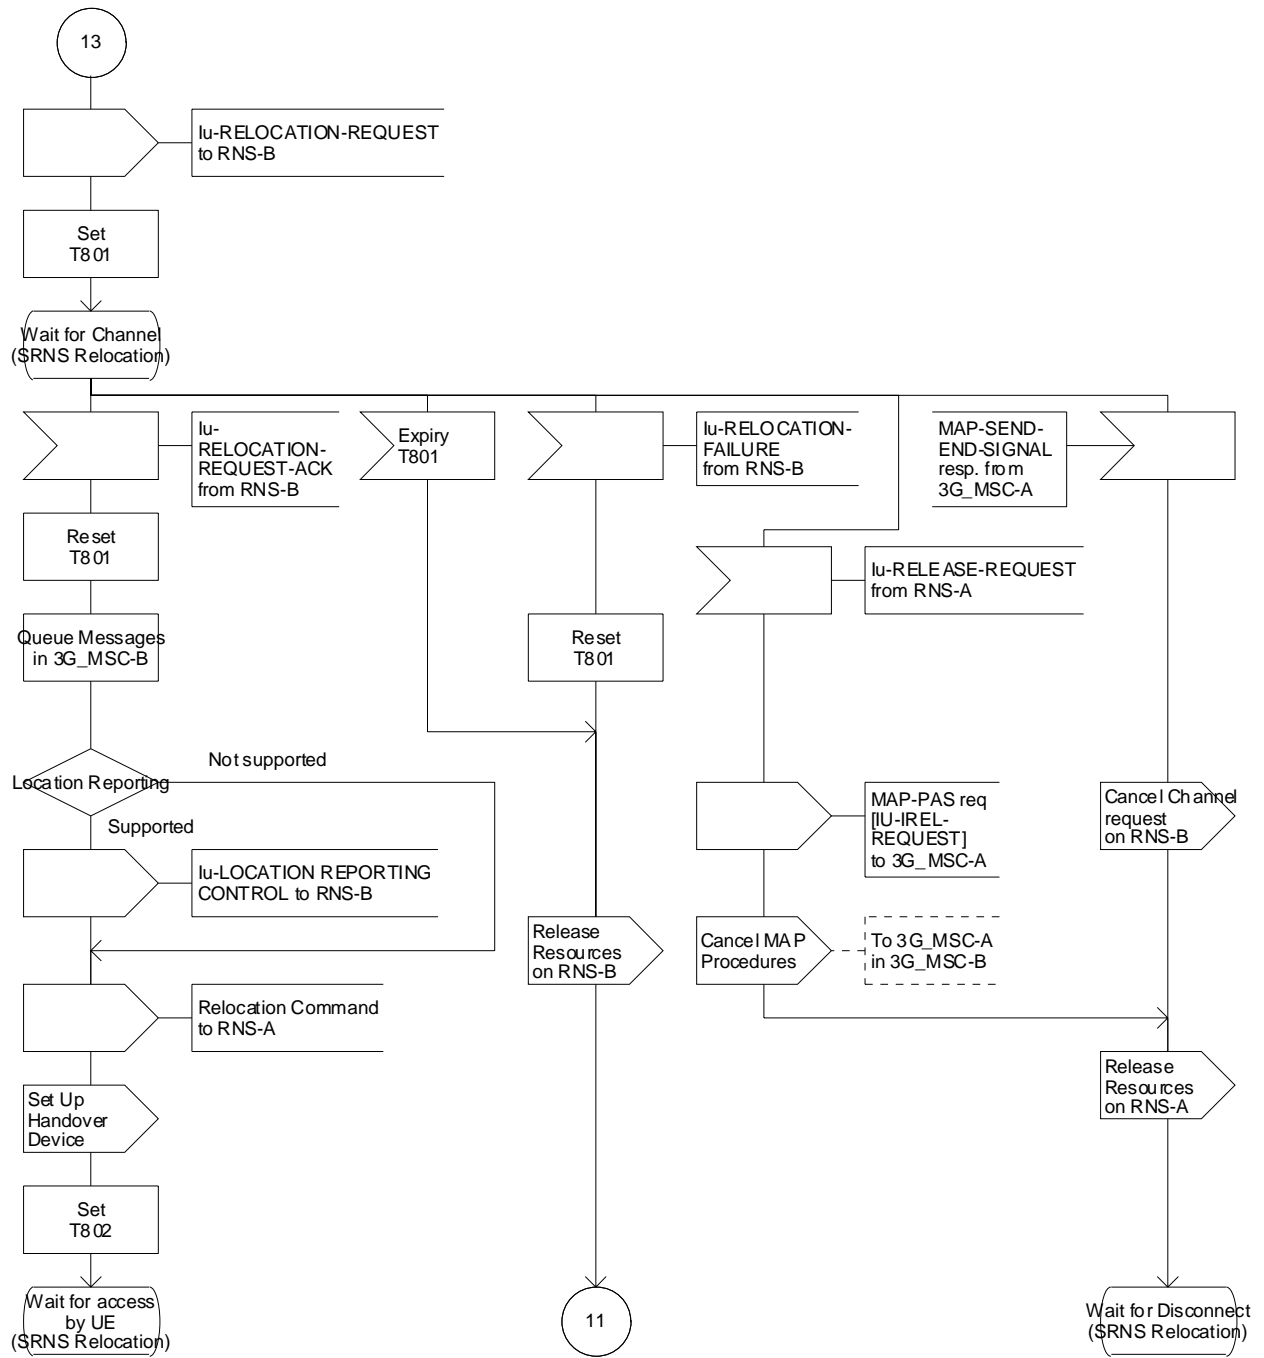 13
Iu-RELOCATION-REQUEST
to RNS-B
Set
T801
Wait for Channel
(SRNS Relocation)
Iu-
RELOCATION-
REQUEST-ACK
from RNS-B
Expiry
T801
Iu-RELOCATION-
FAILURE
from RNS-B
MAP-SEND-
END-SIGNAL
resp. from
3G_MSC-A
Reset
T801
Iu-RELEASE-REQUEST
from RNS-A
Queue Messages
in 3G_MSC-B
Reset
T801
Location Reporting
Not supported
Supported
MAP-PAS req
[IU-IREL-
REQUEST]
to 3G_MSC-A
Cancel Channel
request
on RNS-B
Iu-LOCATION REPORTING
CONTROL to RNS-B
Release
Resources
on RNS-B
Cancel MAP
Procedures
To 3G_MSC-A
in 3G_MSC-B
Relocation Command
to RNS-A
Set Up
Handover
Device
Release
Resources
on RNS-A
Set
T802
Wait for access
by UE
(SRNS Relocation)
11
Wait for Disconnect
(SRNS Relocation)